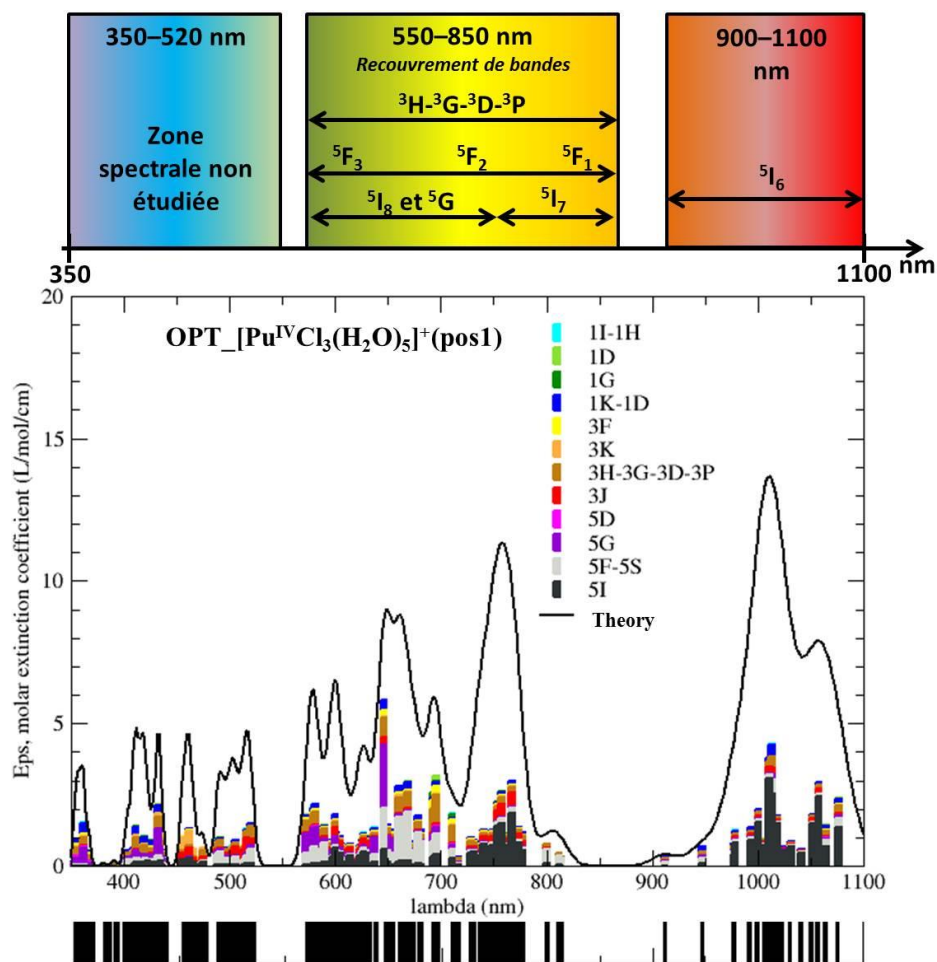 350–520 nm
Zone
spectrale non
étudiée
550–850 nm
Recouvrement de bandes
³H-³G-³D-³P
⁵F₃ ⁵F₂ ⁵F₁
⁵I₈ et ⁵G ⁵I₇
900–1100
nm
⁵I₆
350 1100 nm
OPT_[PuᴵⱽCl₃(H₂O)₅]⁺(pos1)
1I-1H
1D
1G
1K-1D
3F
3K
3H-3G-3D-3P
3J
5D
5G
5F-5S
5I
Theory
Eps, molar extinction coefficient (L/mol/cm)
20
15
10
5
0
400 500 600 700 800 900 1000 1100
lambda (nm)